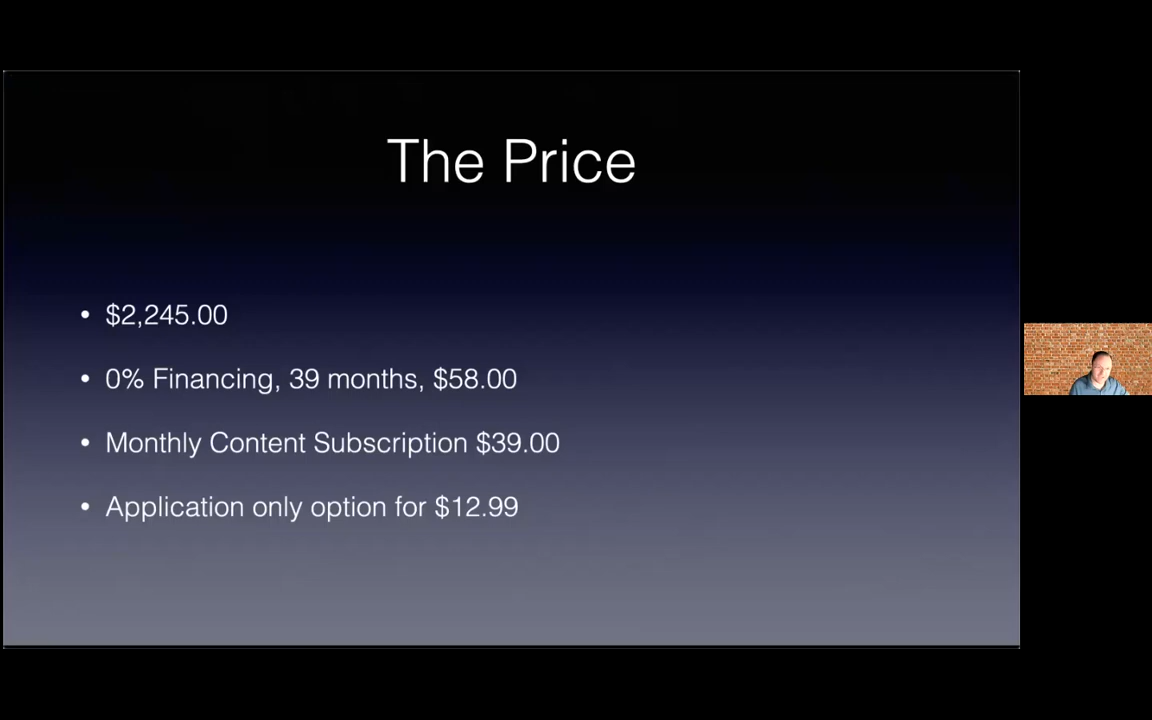 The Price
• $2,245.00
• 0% Financing, 39 months, $58.00
• Monthly Content Subscription $39.00
• Application only option for $12.99